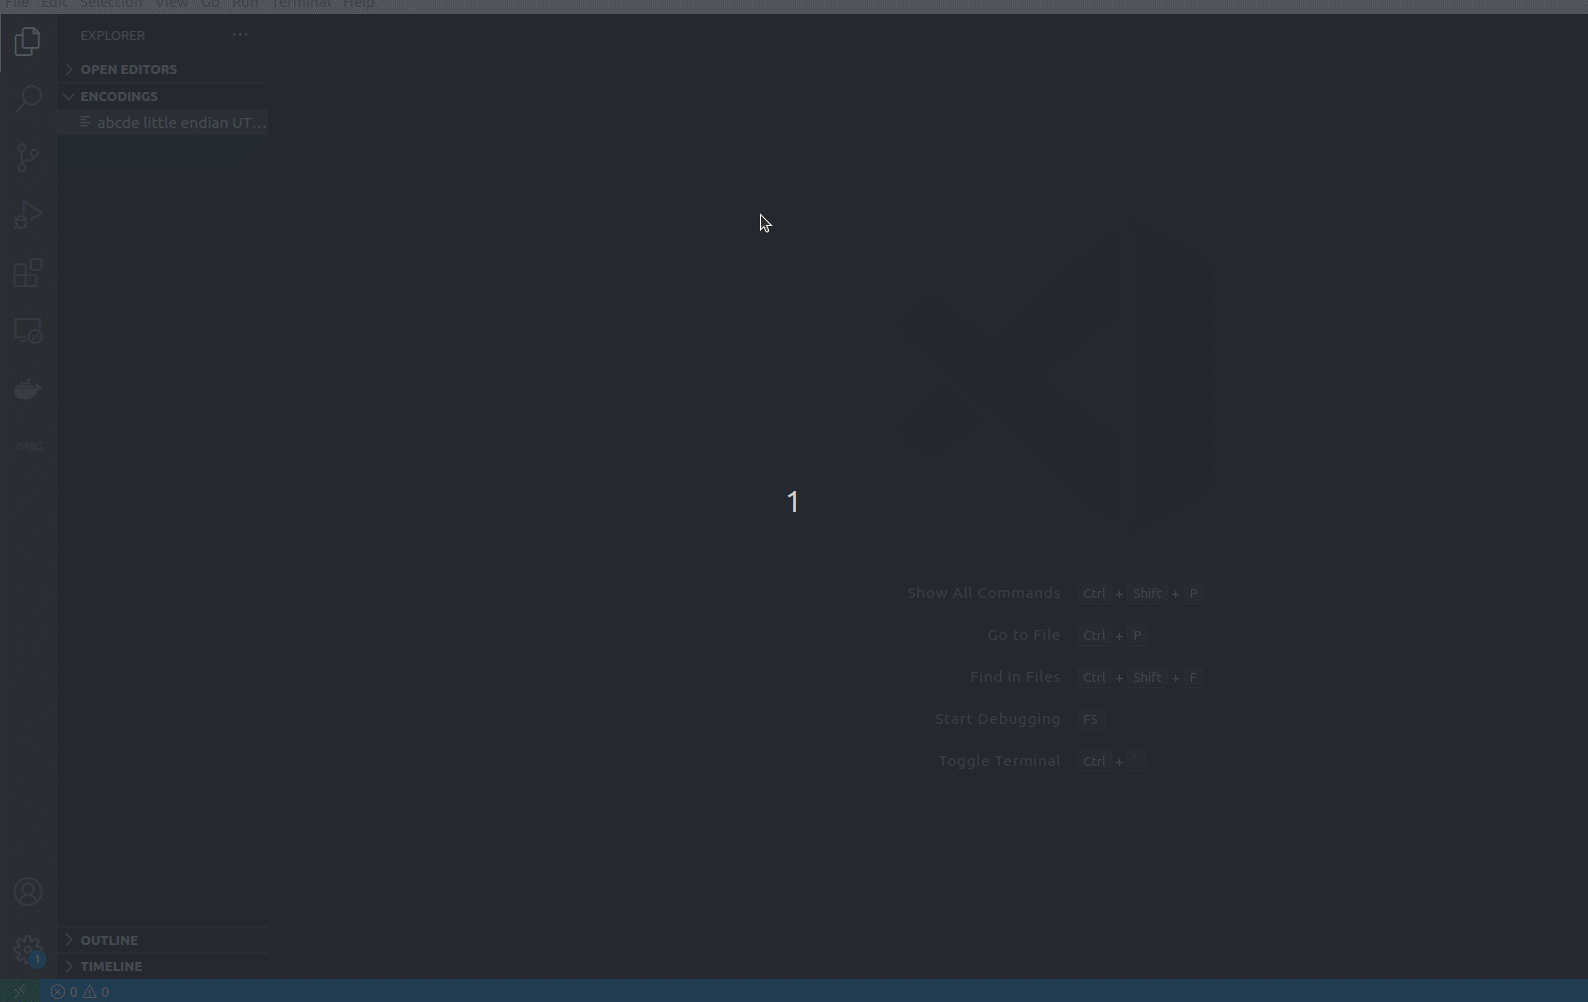 File Edit Selection View Go Run Terminal Help
EXPLORER ···
OPEN EDITORS
ENCODINGS
abcde little endian UT...
JMBG
1
Show All Commands Ctrl + Shift + P
Go to File Ctrl + P
Find in Files Ctrl + Shift + F
Start Debugging F5
Toggle Terminal Ctrl + `
OUTLINE
1
TIMELINE
0 0